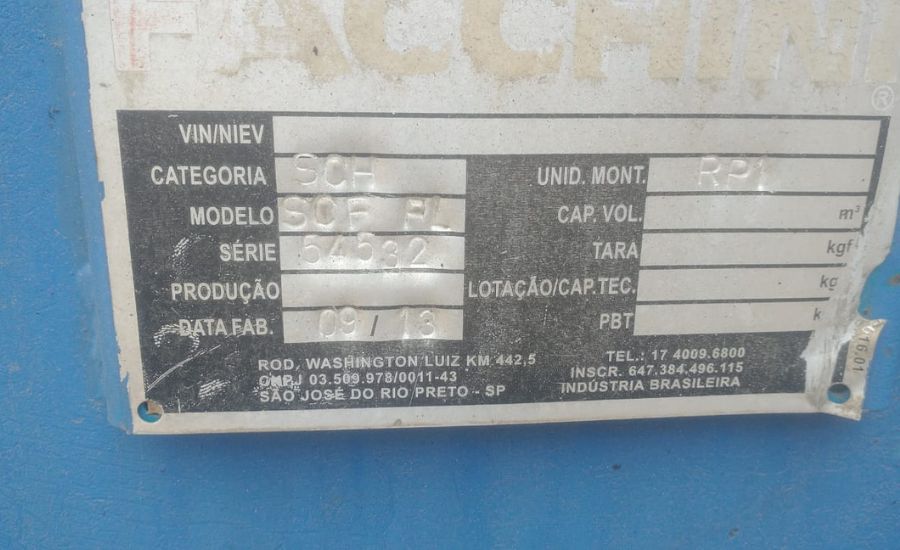 FACCHINI
®
VIN/NIEV
CATEGORIA SCH UNID. MONT. RP1
MODELO SCF PL CAP. VOL. m³
SÉRIE 54532 TARA kgf
PRODUÇÃO LOTAÇÃO/CAP.TEC. kg
DATA FAB. 09/13 PBT k
ROD. WASHINGTON LUIZ KM 442,5 TEL.: 17 4009.6800
CNPJ 03.509.978/0011-43 INSCR. 647.384.496.115
SÃO JOSÉ DO RIO PRETO - SP INDÚSTRIA BRASILEIRA